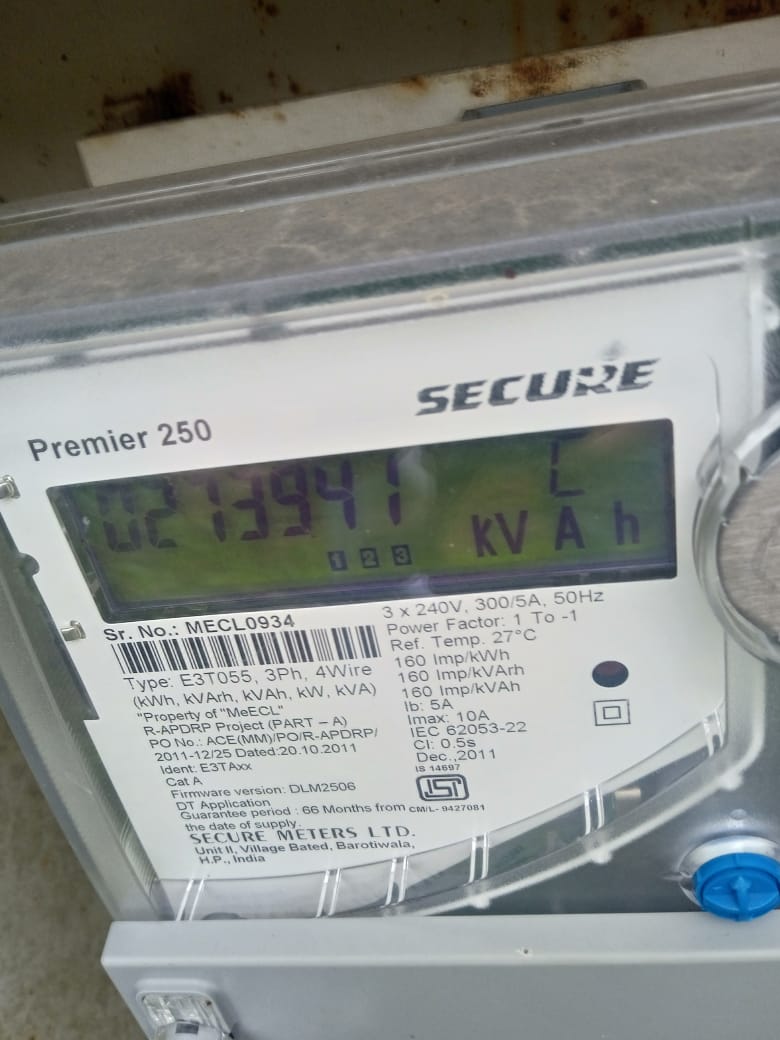 SECURE
Premier 250
0273941 C
kVAh
1 2 3
Sr. No.: MECL0934
Type: E3T055, 3Ph, 4Wire
(kWh, kVArh, kVAh, kW, kVA)
"Property of "MeECL"
R-APDRP Project (PART – A)
PO No.: ACE(MM)/PO/R-APDRP/
2011-12/25 Dated:20.10.2011
Ident: E3TAxx
Cat A
Firmware version: DLM2506
DT Application
Guarantee period : 66 Months from
the date of supply.
SECURE METERS LTD.
Unit II, Village Bated, Barotiwala,
H.P., India
3 x 240V, 300/5A, 50Hz
Power Factor: 1 To -1
Ref. Temp. 27°C
160 Imp/kWh
160 Imp/kVArh
160 Imp/kVAh
Ib: 5A
Imax: 10A
IEC 62053-22
Cl: 0.5s
Dec.,2011
IS 14697
CM/L- 9427081